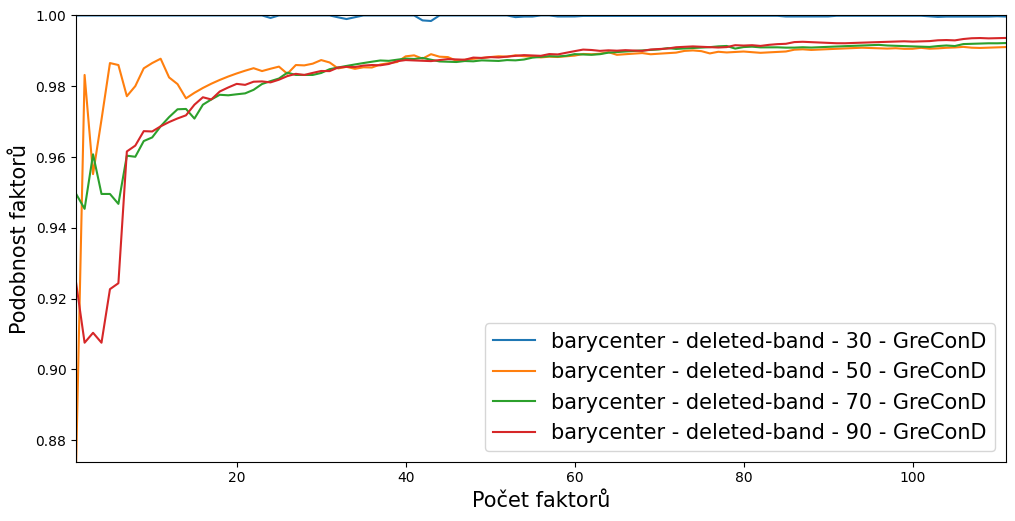 1.00
0.98
0.96
0.94
0.92
0.90
0.88
Podobnost faktorů
20
40
60
80
100
Počet faktorů
barycenter - deleted-band - 30 - GreConD
barycenter - deleted-band - 50 - GreConD
barycenter - deleted-band - 70 - GreConD
barycenter - deleted-band - 90 - GreConD